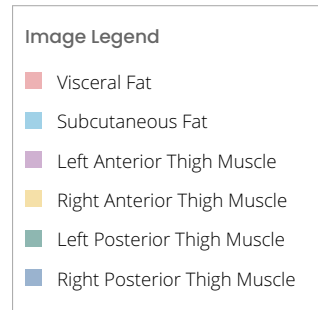 Image Legend
Visceral Fat
Subcutaneous Fat
Left Anterior Thigh Muscle
Right Anterior Thigh Muscle
Left Posterior Thigh Muscle
Right Posterior Thigh Muscle